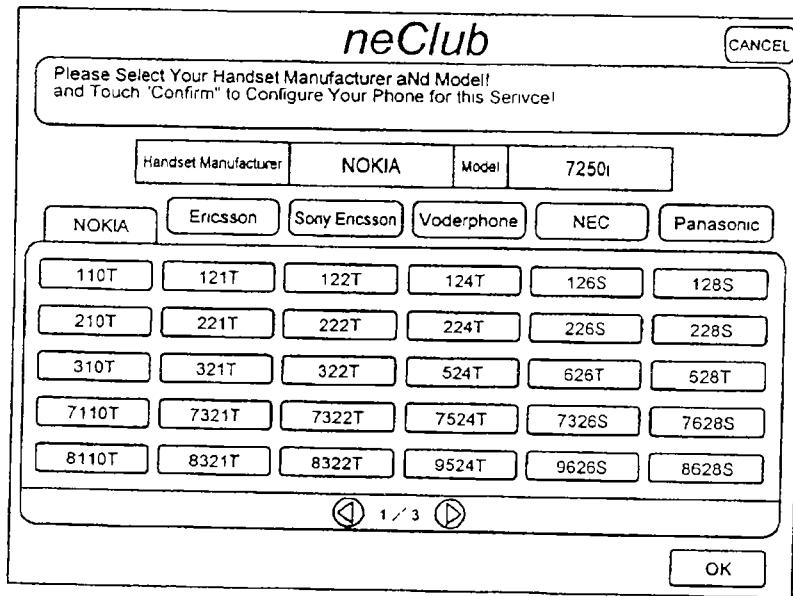 neClub
CANCEL
Please Select Your Handset Manufacturer aNd Model!
and Touch 'Confirm" to Configure Your Phone for this Serivce!
Handset Manufacturer NOKIA Model 7250i
NOKIA Ericsson Sony Encsson Voderphone NEC Panasonic
110T 121T 122T 124T 126S 128S
210T 221T 222T 224T 226S 228S
310T 321T 322T 524T 626T 528T
7110T 7321T 7322T 7524T 7326S 7628S
8110T 8321T 8322T 9524T 9626S 8628S
1 / 3
OK